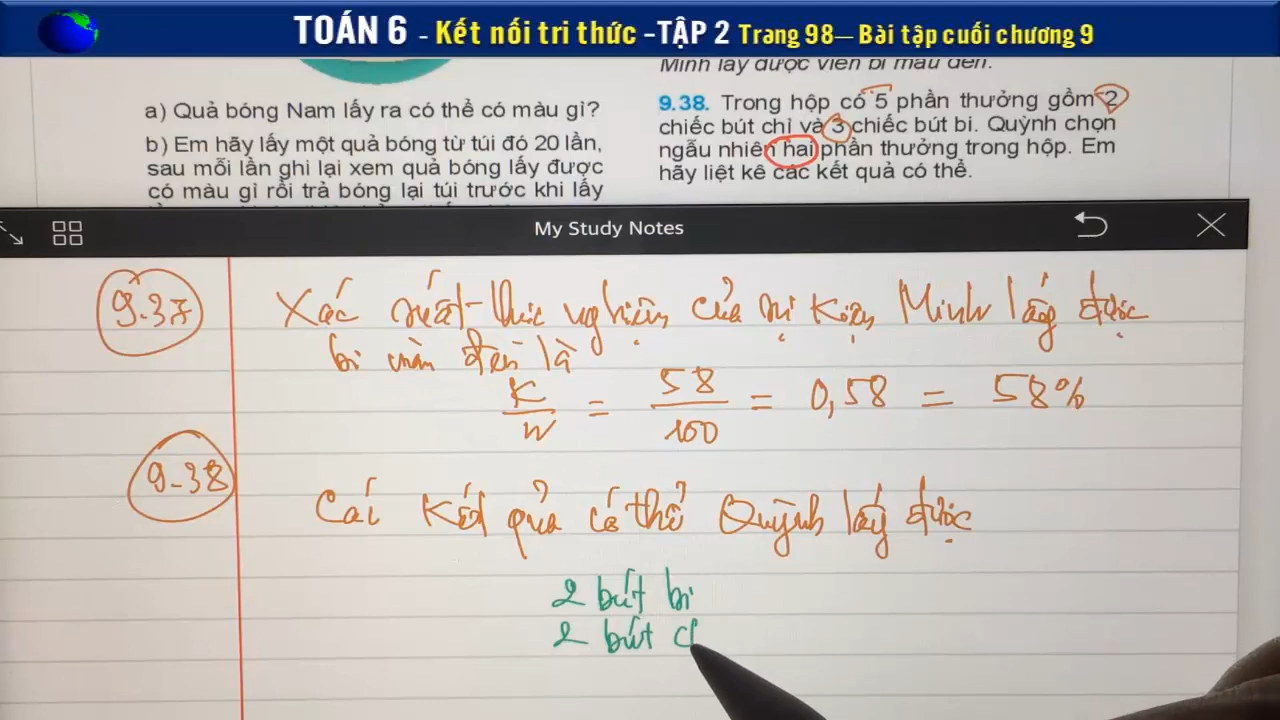 TOÁN 6 - Kết nối tri thức -TẬP 2 Trang 98– Bài tập cuối chương 9
a) Quả bóng Nam lấy ra có thể có màu gì?
b) Em hãy lấy một quả bóng từ túi đó 20 lần,
sau mỗi lần ghi lại xem quả bóng lấy được
có màu gì rồi trả bóng lại túi trước khi lấy
Minh lấy được viên bi màu đen.
9.38. Trong hộp có 5 phần thưởng gồm 2
chiếc bút chì và 3 chiếc bút bi. Quỳnh chọn
ngẫu nhiên hai phần thưởng trong hộp. Em
hãy liệt kê các kết quả có thể.
My Study Notes
9.37 Xác suất thực nghiệm của sự kiện Minh lấy được
bi màu đen là
K/n = 58/100 = 0,58 = 58%
9-38 Các kết quả có thể Quỳnh lấy được
2 bút bi
2 bút c